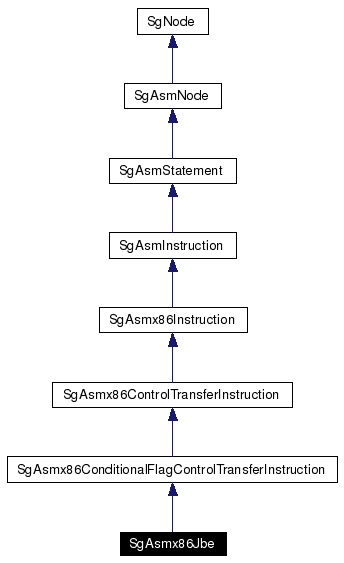 SgNode
SgAsmNode
SgAsmStatement
SgAsmInstruction
SgAsmx86Instruction
SgAsmx86ControlTransferInstruction
SgAsmx86ConditionalFlagControlTransferInstruction
SgAsmx86Jbe